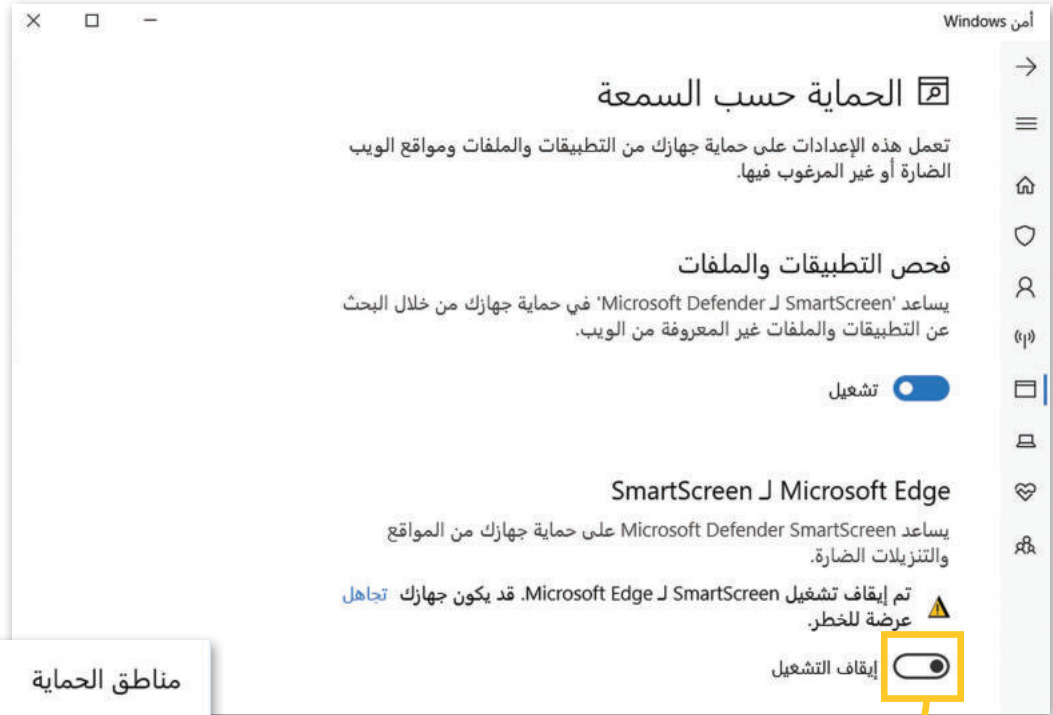 أمن Windows
الحماية حسب السمعة
تعمل هذه الإعدادات على حماية جهازك من التطبيقات والملفات ومواقع الويب
الضارة أو غير المرغوب فيها.
فحص التطبيقات والملفات
يساعد 'SmartScreen لـ Microsoft Defender' في حماية جهازك من خلال البحث
عن التطبيقات والملفات غير المعروفة من الويب.
تشغيل
SmartScreen لـ Microsoft Edge
يساعد Microsoft Defender SmartScreen على حماية جهازك من المواقع
والتنزيلات الضارة.
تم إيقاف تشغيل SmartScreen لـ Microsoft Edge. قد يكون جهازك تجاهل
عرضة للخطر.
إيقاف التشغيل
مناطق الحماية